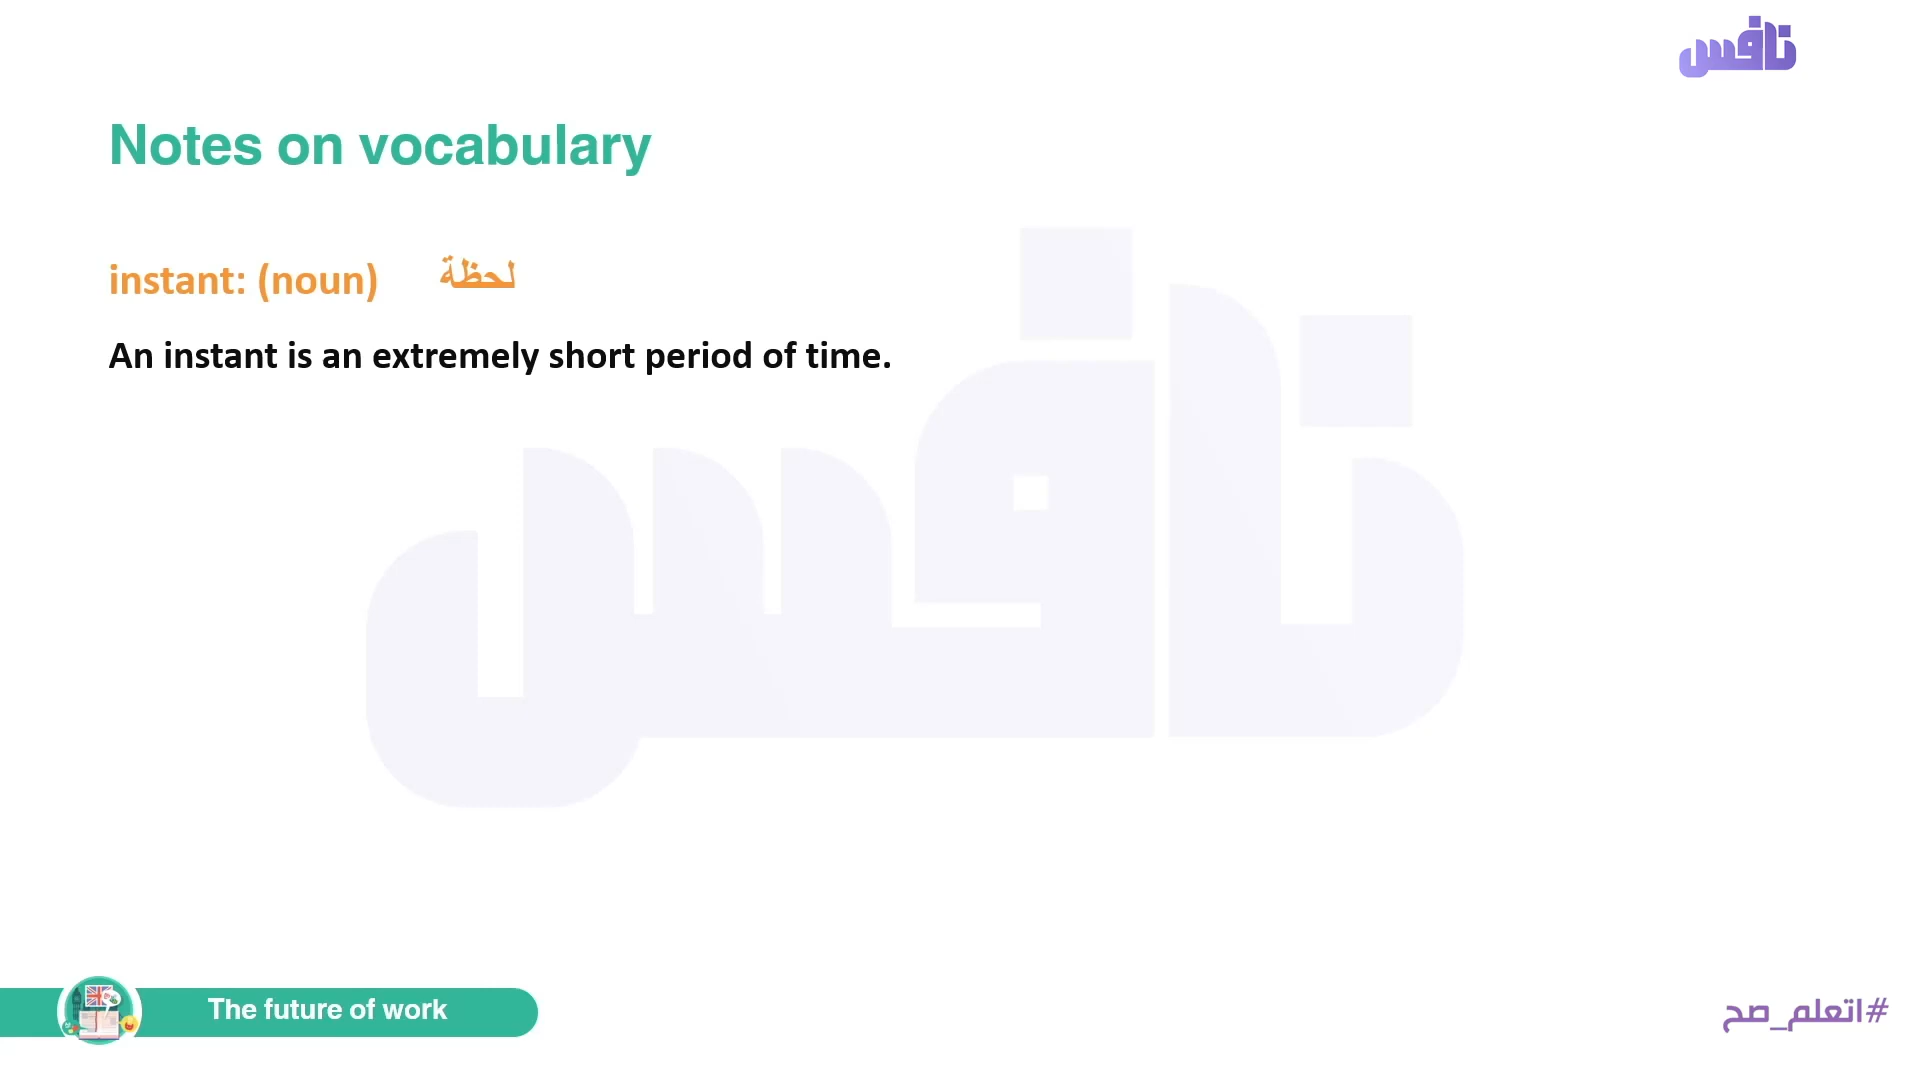 نافس
Notes on vocabulary
instant: (noun) لحظة
An instant is an extremely short period of time.
نافس
The future of work
#اتعلم_صح